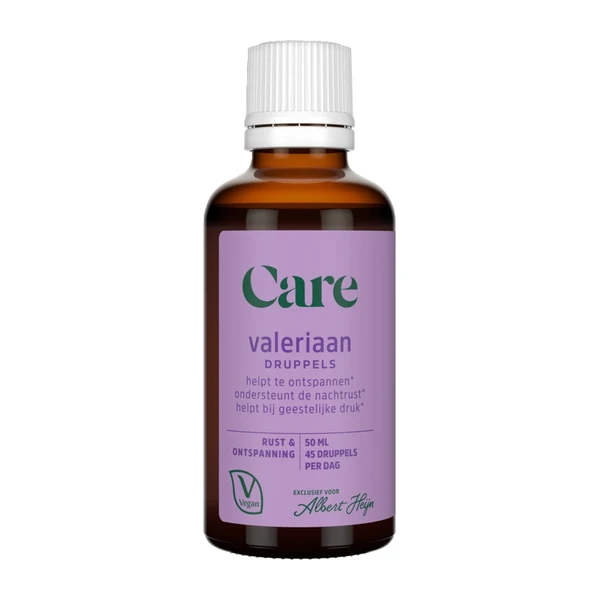 Care
valeriaan
DRUPPELS
helpt te ontspannen*
ondersteunt de nachtrust*
helpt bij geestelijke druk*
RUST &
ONTSPANNING
50 ML
45 DRUPPELS
PER DAG
V
Vegan
EXCLUSIEF VOOR
Albert Heijn